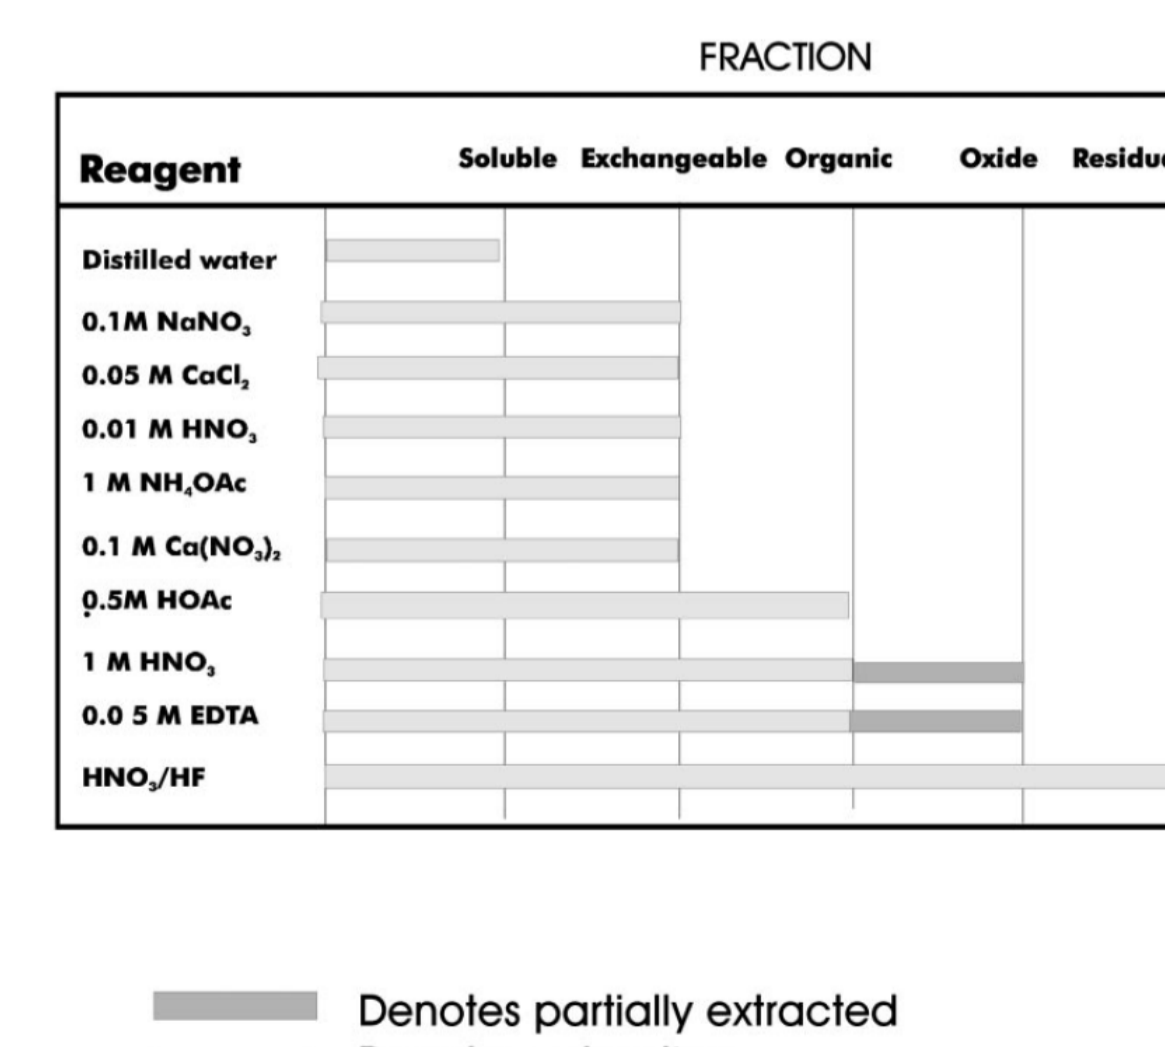 FRACTION
Reagent Soluble Exchangeable Organic Oxide
Distilled water
0.1M NaNO₃
0.05 M CaCl₂
0.01 M HNO₃
1 M NH₄OAc
0.1 M Ca(NO₃)₂
0.5M HOAc
1 M HNO₃
0.0 5 M EDTA
HNO₃/HF
Denotes partially extracted